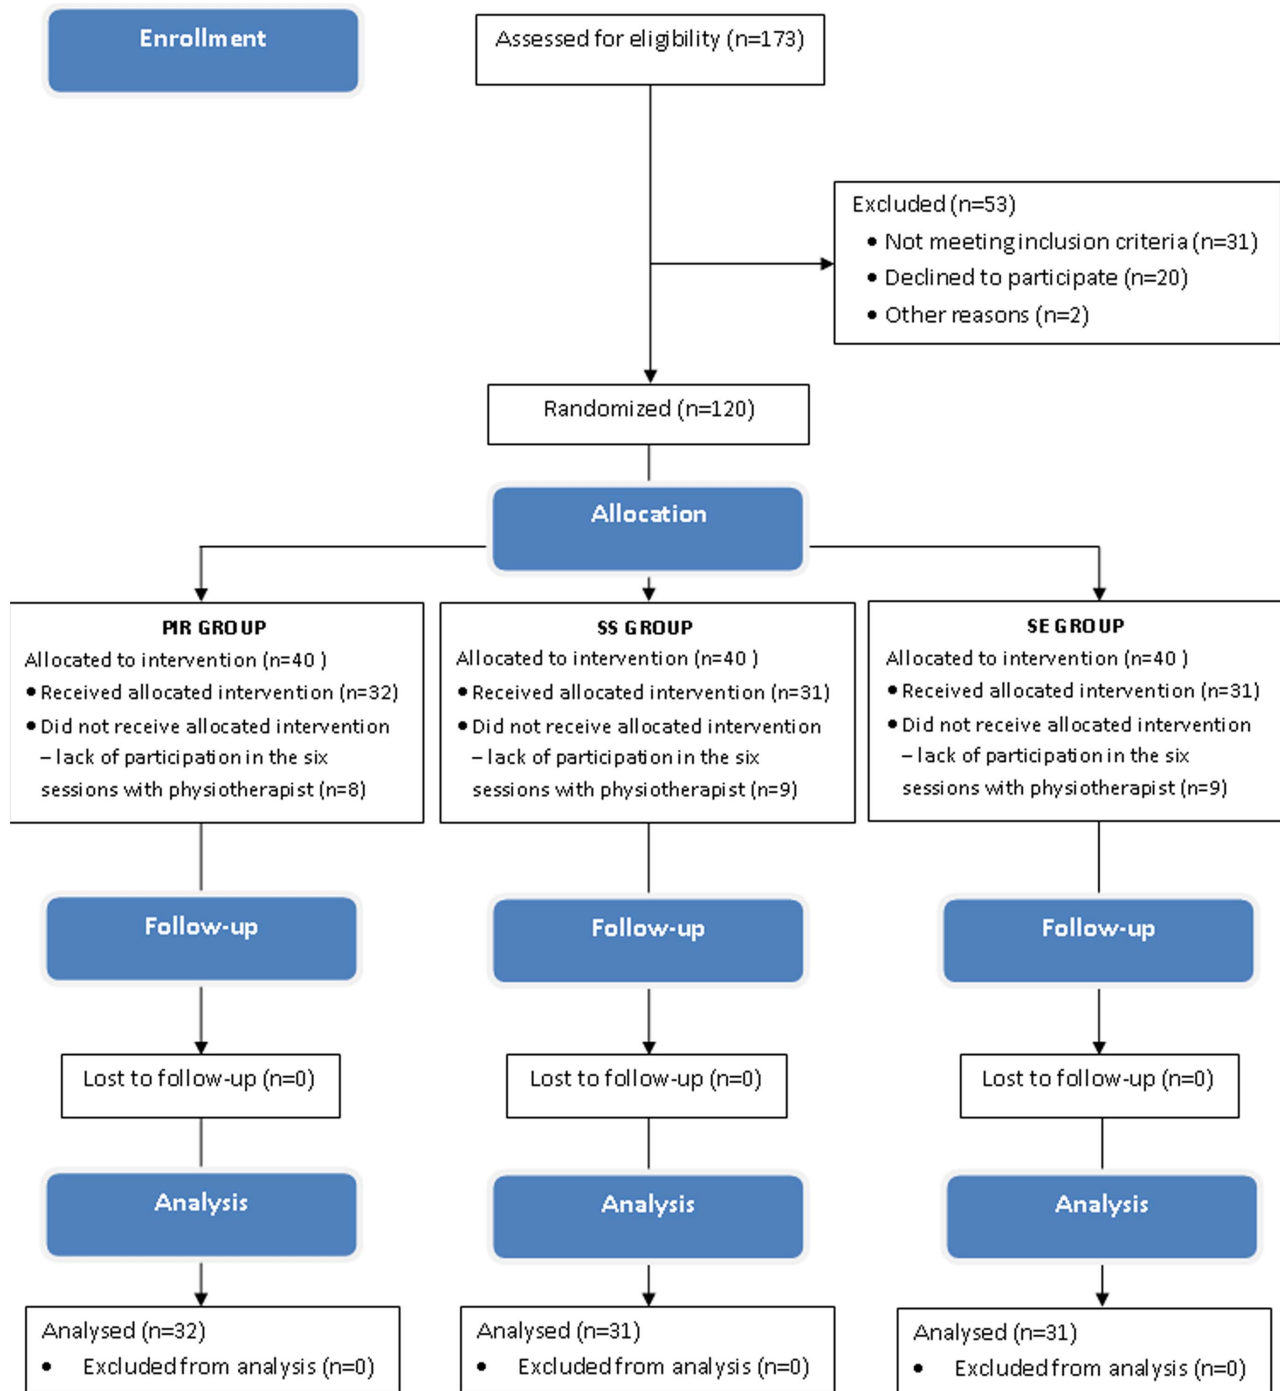 Enrollment
Assessed for eligibility (n=173)
Excluded (n=53)
• Not meeting inclusion criteria (n=31)
• Declined to participate (n=20)
• Other reasons (n=2)
Randomized (n=120)
Allocation
PIR GROUP
Allocated to intervention (n=40 )
• Received allocated intervention (n=32)
• Did not receive allocated intervention
– lack of participation in the six
sessions with physiotherapist (n=8)
SS GROUP
Allocated to intervention (n=40 )
• Received allocated intervention (n=31)
• Did not receive allocated intervention
– lack of participation in the six
sessions with physiotherapist (n=9)
SE GROUP
Allocated to intervention (n=40 )
• Received allocated intervention (n=31)
• Did not receive allocated intervention
– lack of participation in the six
sessions with physiotherapist (n=9)
Follow-up
Follow-up
Follow-up
Lost to follow-up (n=0)
Lost to follow-up (n=0)
Lost to follow-up (n=0)
Analysis
Analysis
Analysis
Analysed (n=32)
• Excluded from analysis (n=0)
Analysed (n=31)
• Excluded from analysis (n=0)
Analysed (n=31)
• Excluded from analysis (n=0)